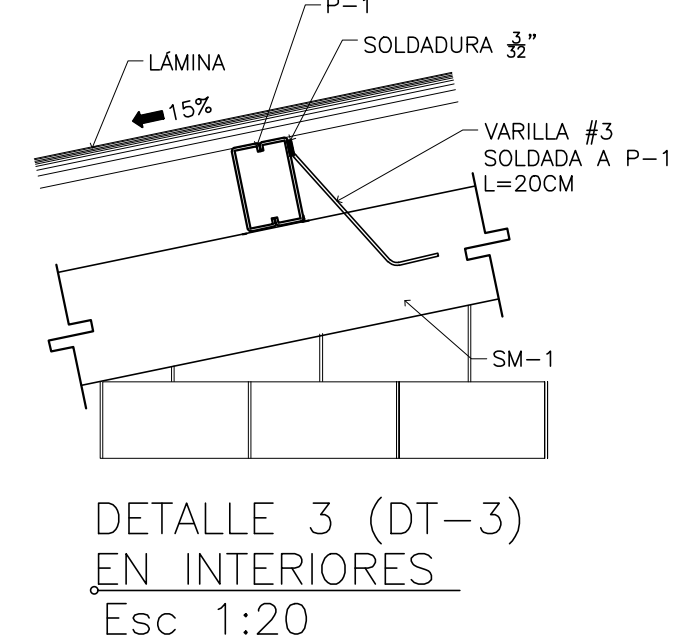 P-1
SOLDADURA 3/32"
LÁMINA
15%
VARILLA #3
SOLDADA A P-1
L=20CM
SM-1
DETALLE 3 (DT-3)
EN INTERIORES
Esc 1:20